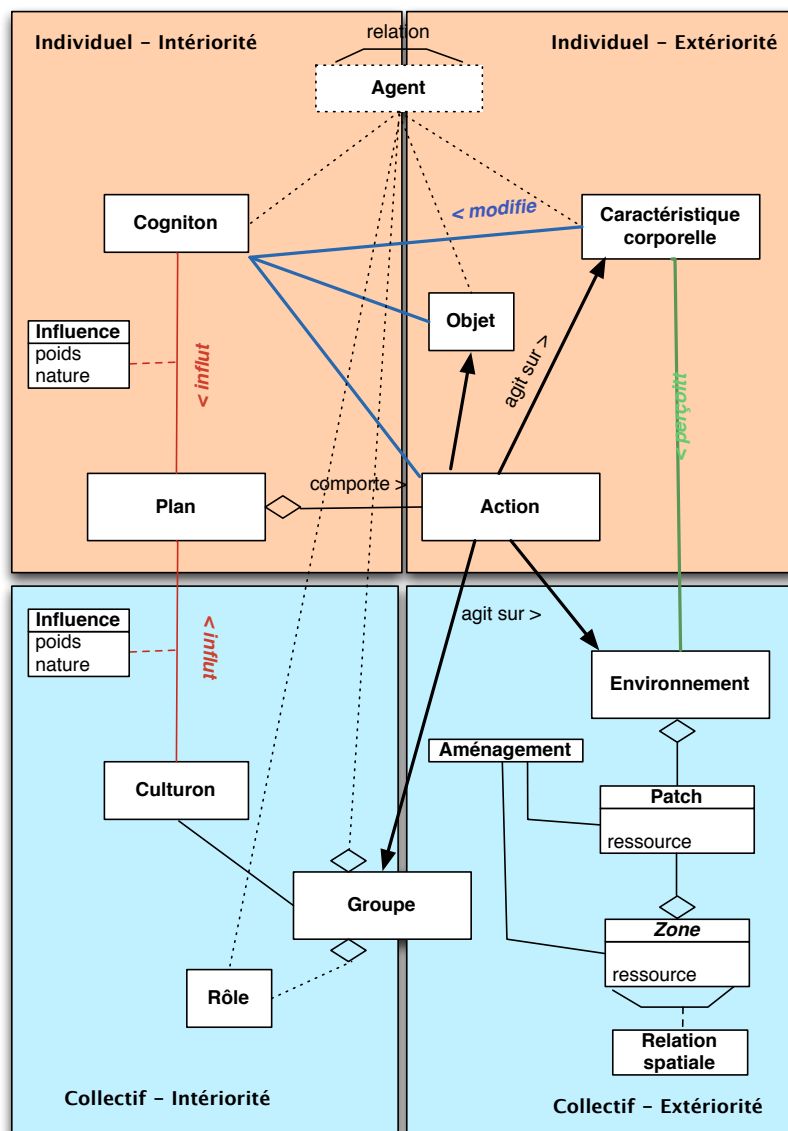 Individuel – Intériorité
relation
Individuel – Extériorité
Agent
Cogniton
< modifie
Caractéristique
corporelle
Objet
Influence
poids
nature
< influt
agit sur >
< perçoitt
comporte >
Plan
Action
Influence
poids
nature
< influt
agit sur >
Environnement
Aménagement
Culturon
Patch
ressource
Groupe
Zone
ressource
Rôle
Relation
spatiale
Collectif – Intériorité
Collectif – Extériorité